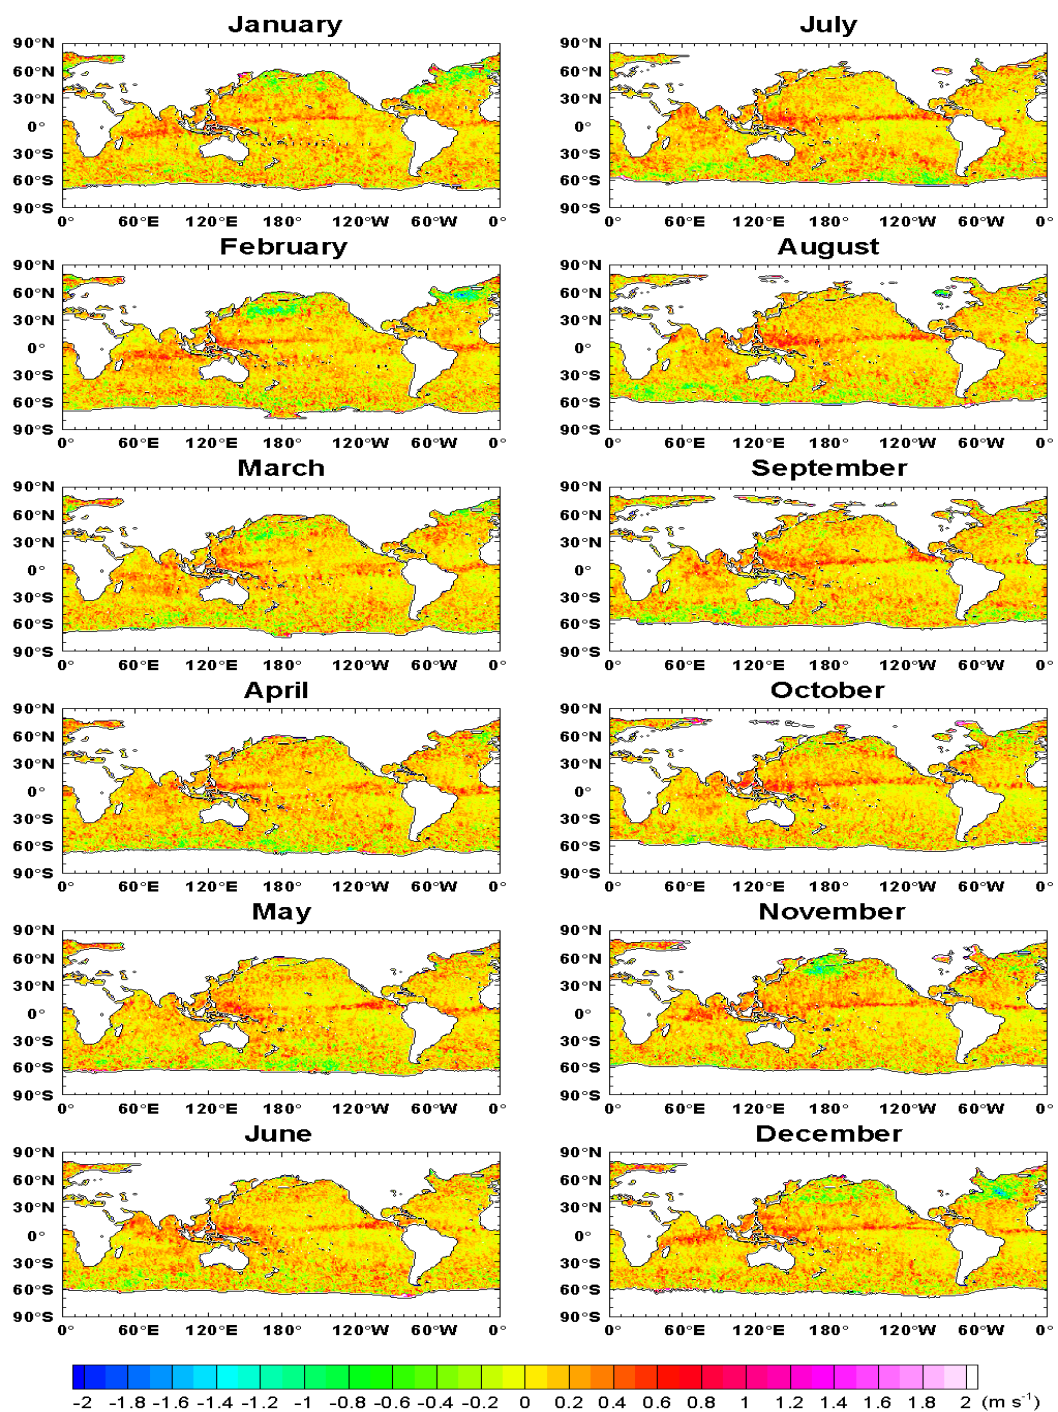 January
90°N
60°N
30°N
0°
30°S
60°S
90°S
0° 60°E 120°E 180° 120°W 60°W 0°
July
90°N
60°N
30°N
0°
30°S
60°S
90°S
0° 60°E 120°E 180° 120°W 60°W 0°
February
90°N
60°N
30°N
0°
30°S
60°S
90°S
0° 60°E 120°E 180° 120°W 60°W 0°
August
90°N
60°N
30°N
0°
30°S
60°S
90°S
0° 60°E 120°E 180° 120°W 60°W 0°
March
90°N
60°N
30°N
0°
30°S
60°S
90°S
0° 60°E 120°E 180° 120°W 60°W 0°
September
90°N
60°N
30°N
0°
30°S
60°S
90°S
0° 60°E 120°E 180° 120°W 60°W 0°
April
90°N
60°N
30°N
0°
30°S
60°S
90°S
0° 60°E 120°E 180° 120°W 60°W 0°
October
90°N
60°N
30°N
0°
30°S
60°S
90°S
0° 60°E 120°E 180° 120°W 60°W 0°
May
90°N
60°N
30°N
0°
30°S
60°S
90°S
0° 60°E 120°E 180° 120°W 60°W 0°
November
90°N
60°N
30°N
0°
30°S
60°S
90°S
0° 60°E 120°E 180° 120°W 60°W 0°
June
90°N
60°N
30°N
0°
30°S
60°S
90°S
0° 60°E 120°E 180° 120°W 60°W 0°
December
90°N
60°N
30°N
0°
30°S
60°S
90°S
0° 60°E 120°E 180° 120°W 60°W 0°
-2 -1.8 -1.6 -1.4 -1.2 -1 -0.8 -0.6 -0.4 -0.2 0 0.2 0.4 0.6 0.8 1 1.2 1.4 1.6 1.8 2 (m s⁻¹)